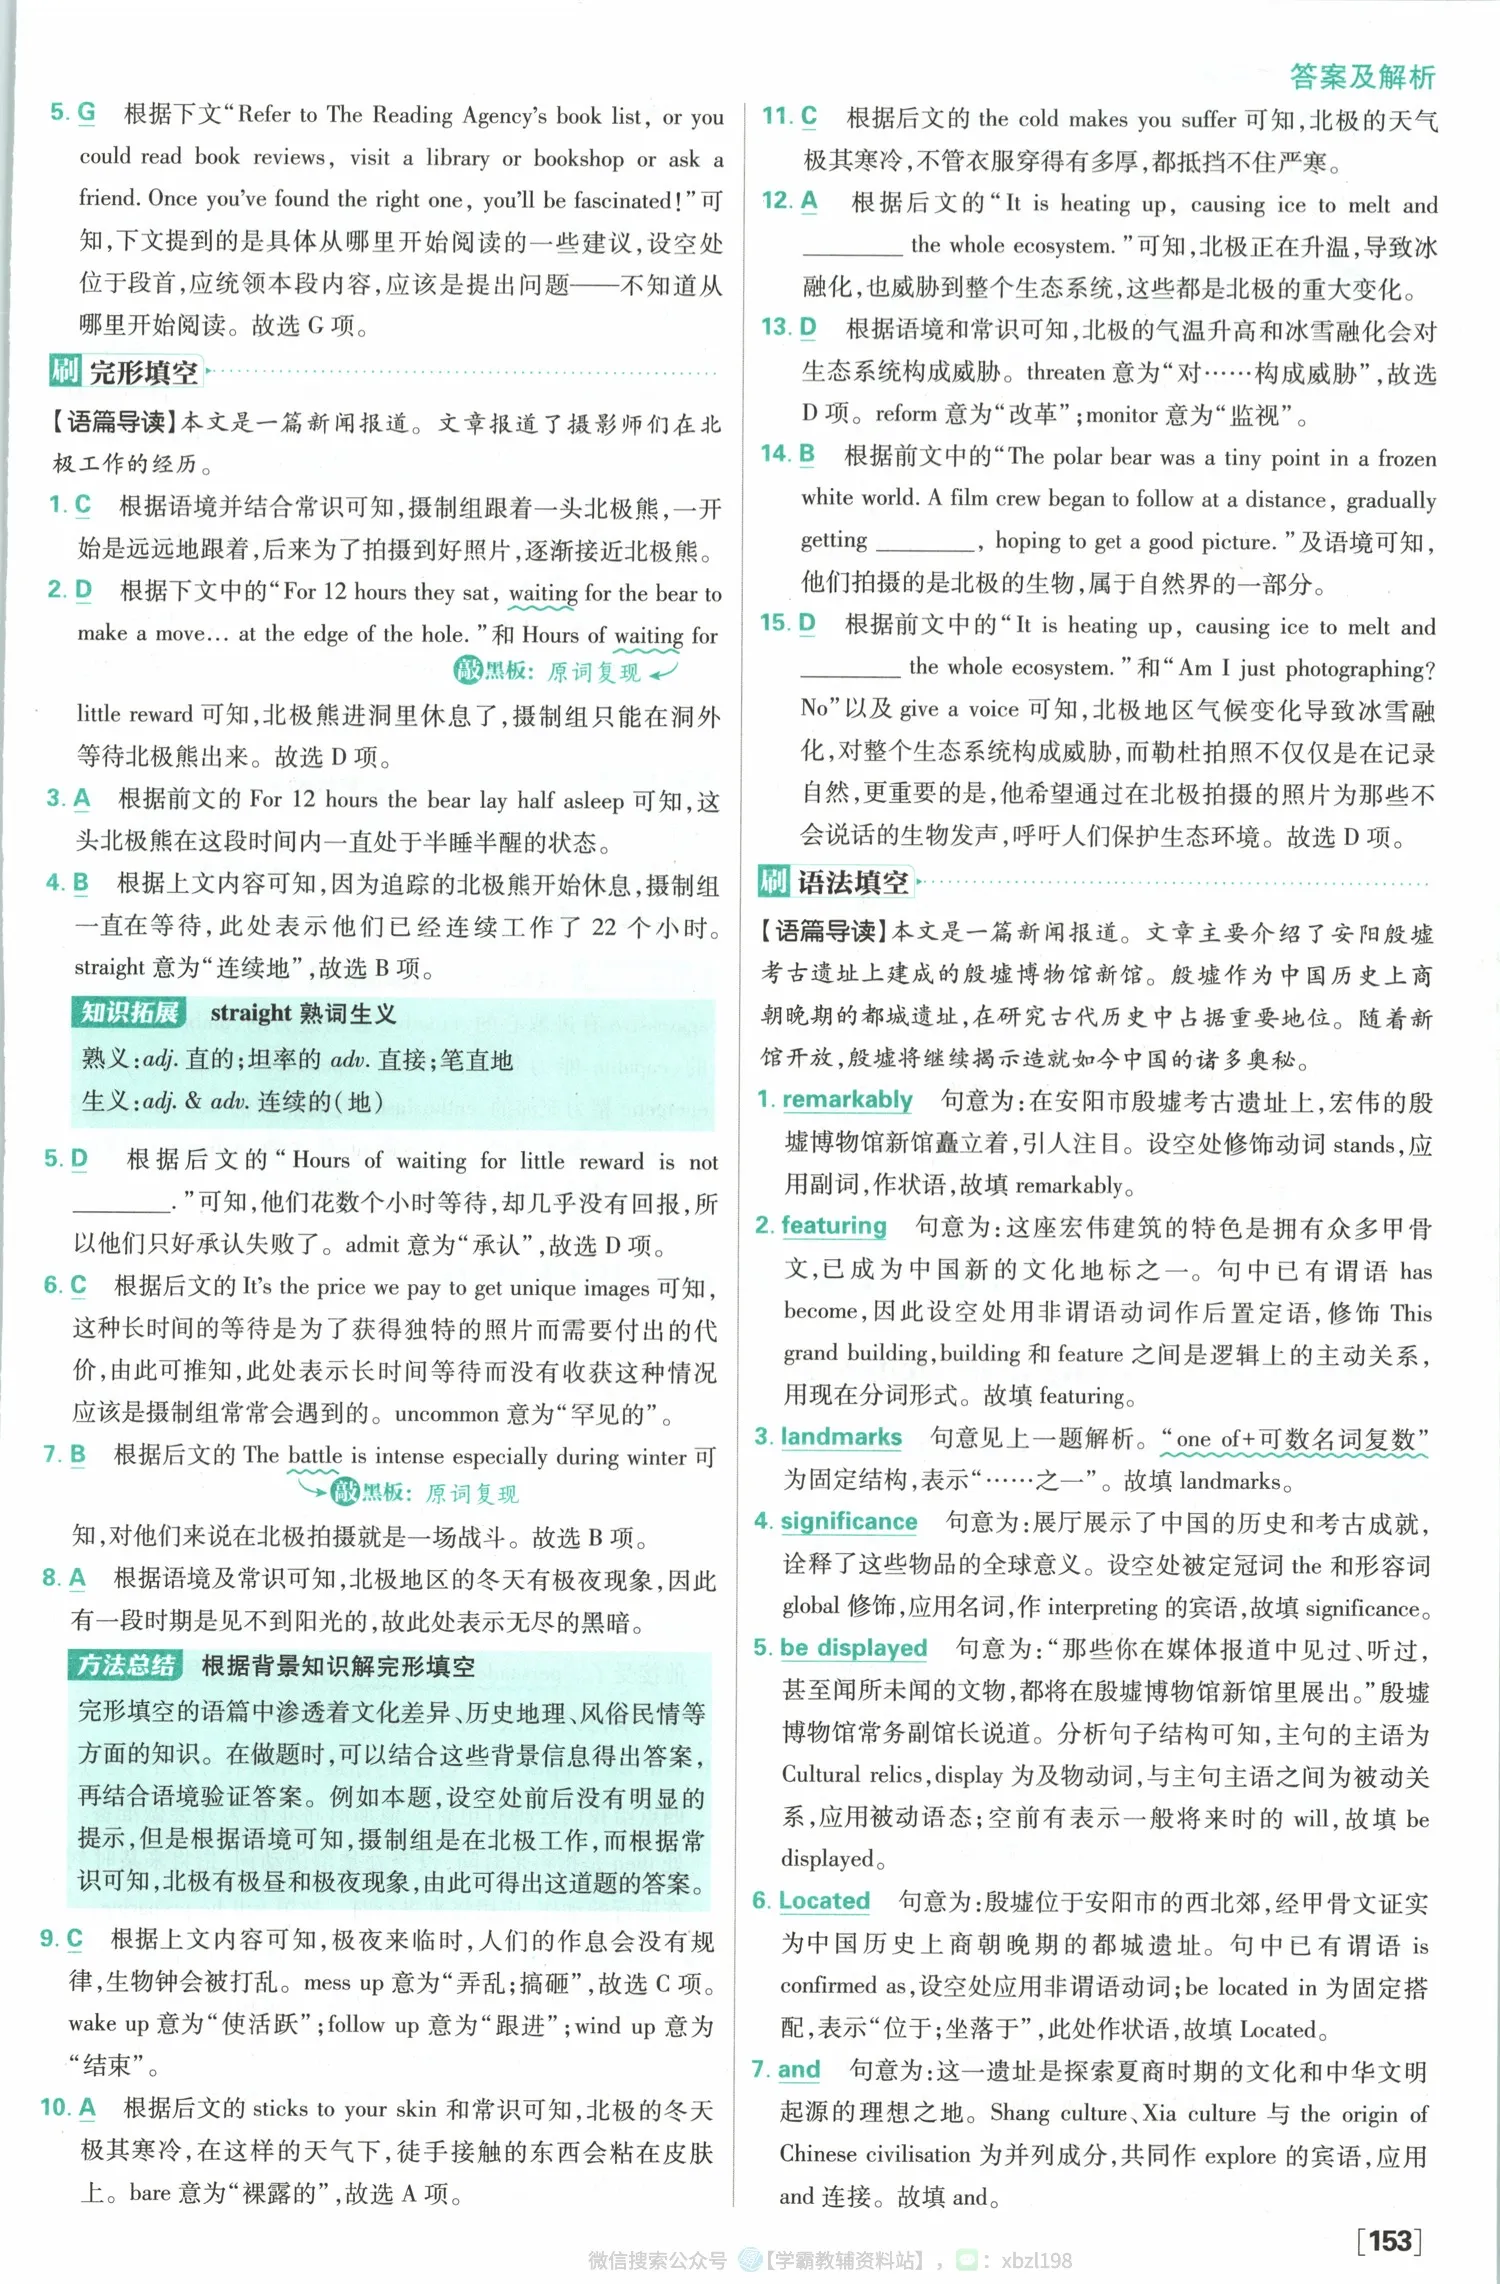 答案及解析
5. G 根据下文“Refer to The Reading Agency's book list, or you
could read book reviews, visit a library or bookshop or ask a
friend. Once you've found the right one, you'll be fascinated!”可
知,下文提到的是具体从哪里开始阅读的一些建议,设空处
位于段首,应统领本段内容,应该是提出问题——不知道从
哪里开始阅读。故选 G 项。
刷 完形填空
【语篇导读】本文是一篇新闻报道。文章报道了摄影师们在北
极工作的经历。
1. C 根据语境并结合常识可知,摄制组跟着一头北极熊,一开
始是远远地跟着,后来为了拍摄到好照片,逐渐接近北极熊。
2. D 根据下文中的“For 12 hours they sat, waiting for the bear to
make a move... at the edge of the hole.”和 Hours of waiting for
敲黑板: 原词复现
little reward 可知,北极熊进洞里休息了,摄制组只能在洞外
等待北极熊出来。故选 D 项。
3. A 根据前文的 For 12 hours the bear lay half asleep 可知,这
头北极熊在这段时间内一直处于半睡半醒的状态。
4. B 根据上文内容可知,因为追踪的北极熊开始休息,摄制组
一直在等待,此处表示他们已经连续工作了 22 个小时。
straight 意为“连续地”,故选 B 项。
知识拓展 straight 熟词生义
熟义:adj. 直的;坦率的 adv. 直接;笔直地
生义:adj. & adv. 连续的(地)
5. D 根据后文的“Hours of waiting for little reward is not
________.”可知,他们花数个小时等待,却几乎没有回报,所
以他们只好承认失败了。admit 意为“承认”,故选 D 项。
6. C 根据后文的 It's the price we pay to get unique images 可知,
这种长时间的等待是为了获得独特的照片而需要付出的代
价,由此可推知,此处表示长时间等待而没有收获这种情况
应该是摄制组常常会遇到的。uncommon 意为“罕见的”。
7. B 根据后文的 The battle is intense especially during winter 可
敲黑板: 原词复现
知,对他们来说在北极拍摄就是一场战斗。故选 B 项。
8. A 根据语境及常识可知,北极地区的冬天有极夜现象,因此
有一段时期是见不到阳光的,故此处表示无尽的黑暗。
方法总结 根据背景知识解完形填空
完形填空的语篇中渗透着文化差异、历史地理、风俗民情等
方面的知识。在做题时,可以结合这些背景信息得出答案,
再结合语境验证答案。例如本题,设空处前后没有明显的
提示,但是根据语境可知,摄制组是在北极工作,而根据常
识可知,北极有极昼和极夜现象,由此可得出这道题的答案。
9. C 根据上文内容可知,极夜来临时,人们的作息会没有规
律,生物钟会被打乱。mess up 意为“弄乱;搞砸”,故选 C 项。
wake up 意为“使活跃”;follow up 意为“跟进”;wind up 意为
“结束”。
10. A 根据后文的 sticks to your skin 和常识可知,北极的冬天
极其寒冷,在这样的天气下,徒手接触的东西会粘在皮肤
上。bare 意为“裸露的”,故选 A 项。
11. C 根据后文的 the cold makes you suffer 可知,北极的天气
极其寒冷,不管衣服穿得有多厚,都抵挡不住严寒。
12. A 根据后文的“It is heating up, causing ice to melt and
________ the whole ecosystem.”可知,北极正在升温,导致冰
融化,也威胁到整个生态系统,这些都是北极的重大变化。
13. D 根据语境和常识可知,北极的气温升高和冰雪融化会对
生态系统构成威胁。threaten 意为“对……构成威胁”,故选
D 项。reform 意为“改革”;monitor 意为“监视”。
14. B 根据前文中的“The polar bear was a tiny point in a frozen
white world. A film crew began to follow at a distance, gradually
getting ________, hoping to get a good picture.”及语境可知,
他们拍摄的是北极的生物,属于自然界的一部分。
15. D 根据前文中的“It is heating up, causing ice to melt and
________ the whole ecosystem.”和“Am I just photographing?
No”以及 give a voice 可知,北极地区气候变化导致冰雪融
化,对整个生态系统构成威胁,而勒杜拍照不仅仅是在记录
自然,更重要的是,他希望通过在北极拍摄的照片为那些不
会说话的生物发声,呼吁人们保护生态环境。故选 D 项。
刷 语法填空
【语篇导读】本文是一篇新闻报道。文章主要介绍了安阳殷墟
考古遗址上建成的殷墟博物馆新馆。殷墟作为中国历史上商
朝晚期的都城遗址,在研究古代历史中占据重要地位。随着新
馆开放,殷墟将继续揭示造就如今中国的诸多奥秘。
1. remarkably 句意为:在安阳市殷墟考古遗址上,宏伟的殷
墟博物馆新馆矗立着,引人注目。设空处修饰动词 stands,应
用副词,作状语,故填 remarkably。
2. featuring 句意为:这座宏伟建筑的特色是拥有众多甲骨
文,已成为中国新的文化地标之一。句中已有谓语 has
become,因此设空处用非谓语动词作后置定语,修饰 This
grand building,building 和 feature 之间是逻辑上的主动关系,
用现在分词形式。故填 featuring。
3. landmarks 句意见上一题解析。“one of+可数名词复数”
为固定结构,表示“……之一”。故填 landmarks。
4. significance 句意为:展厅展示了中国的历史和考古成就,
诠释了这些物品的全球意义。设空处被定冠词 the 和形容词
global 修饰,应用名词,作 interpreting 的宾语,故填 significance。
5. be displayed 句意为:“那些你在媒体报道中见过、听过,
甚至闻所未闻的文物,都将在殷墟博物馆新馆里展出。”殷墟
博物馆常务副馆长说道。分析句子结构可知,主句的主语为
Cultural relics,display 为及物动词,与主句主语之间为被动关
系,应用被动语态;空前有表示一般将来时的 will,故填 be
displayed。
6. Located 句意为:殷墟位于安阳市的西北郊,经甲骨文证实
为中国历史上商朝晚期的都城遗址。句中已有谓语 is
confirmed as,设空处应用非谓语动词;be located in 为固定搭
配,表示“位于;坐落于”,此处作状语,故填 Located。
7. and 句意为:这一遗址是探索夏商时期的文化和中华文明
起源的理想之地。Shang culture、Xia culture 与 the origin of
Chinese civilisation 为并列成分,共同作 explore 的宾语,应用
and 连接。故填 and。
[153]
微信搜索公众号 【学霸教辅资料站】, : xbzl198